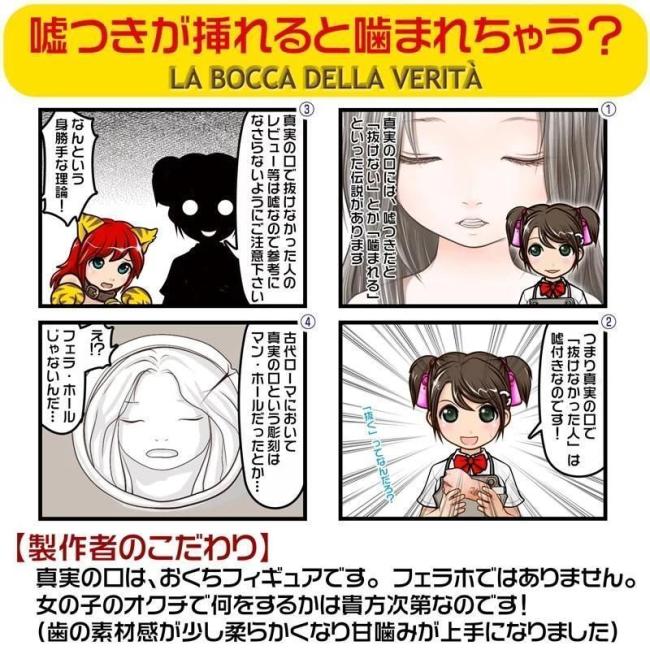 嘘つきが挿れると噛まれちゃう？
LA BOCCA DELLA VERITÀ
①
真実の口には、嘘つきだと
「抜けない」とか「噛まれる」
といった伝説があります
②
つまり真実の口で
「抜けなかった人」は
嘘付きなのです！
「抜く」ってなんだろ？
③
真実の口で抜けなかった人の
レビュー等は嘘なので参考に
なさらないようにご注意下さい
なんという
身勝手な理論！
④
古代ローマにおいて
真実の口という彫刻は
マン・ホールだったとか…
え!?
フェラ・ホール
じゃないんだ…
【製作者のこだわり】
真実の口は、おくちフィギュアです。フェラホではありません。
女の子のオクチで何をするかは貴方次第なのです！
（歯の素材感が少し柔らかくなり甘噛みが上手になりました）